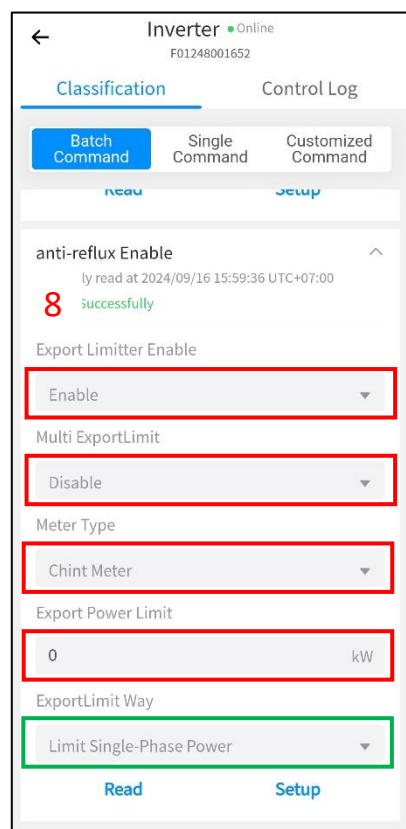 Inverter Online
F01248001652
Classification Control Log
Batch Command Single Command Customized Command
Read Setup
anti-reflux Enable
ly read at 2024/09/16 15:59:36 UTC+07:00
8 Successfully
Export Limitter Enable
Enable
Multi ExportLimit
Disable
Meter Type
Chint Meter
Export Power Limit
0 kW
ExportLimit Way
Limit Single-Phase Power
Read Setup